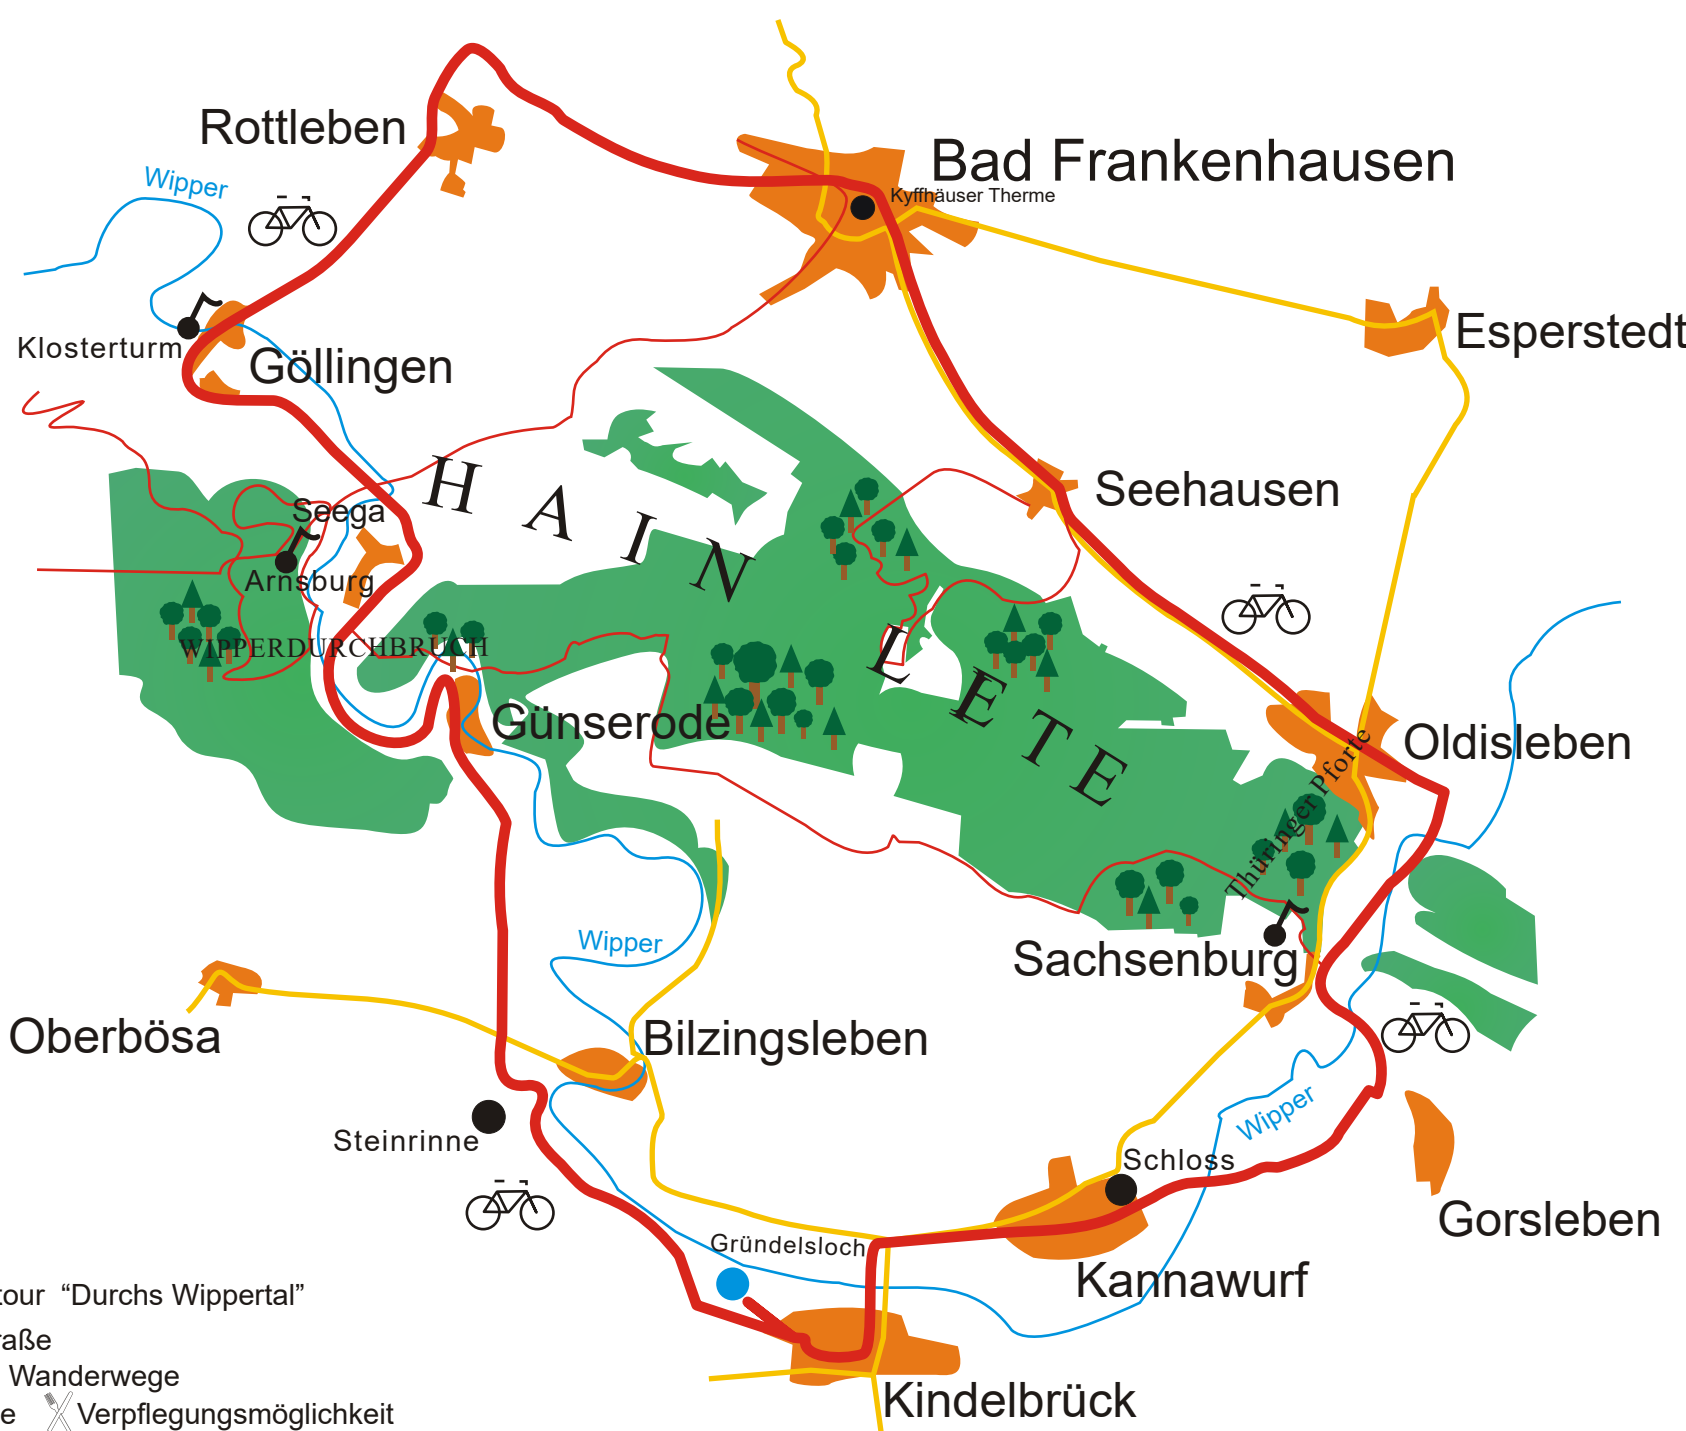 Rottleben
Bad Frankenhausen
Kyffhäuser Therme
Wipper
Esperstedt
Klosterturm
Göllingen
HAINLETE
Seehausen
Seega
Arnsburg
WIPPERDURCHBRUCH
Günserode
Oldisleben
Thüringer Pforte
Sachsenburg
Wipper
Oberbösa
Bilzingsleben
Steinrinne
Wipper
Schloss
Gorsleben
Gründelsloch
Kannawurf
Kindelbrück
tour “Durchs Wippertal”
raße
Wanderwege
e Verpflegungsmöglichkeit